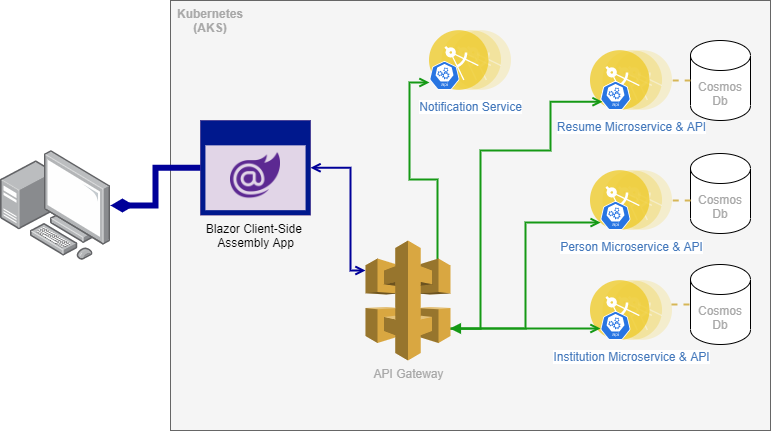 Kubernetes
(AKS)
Notification Service
Cosmos
Db
Resume Microservice & API
Blazor Client-Side
Assembly App
Cosmos
Db
Person Microservice & API
Cosmos
Db
Institution Microservice & API
API Gateway